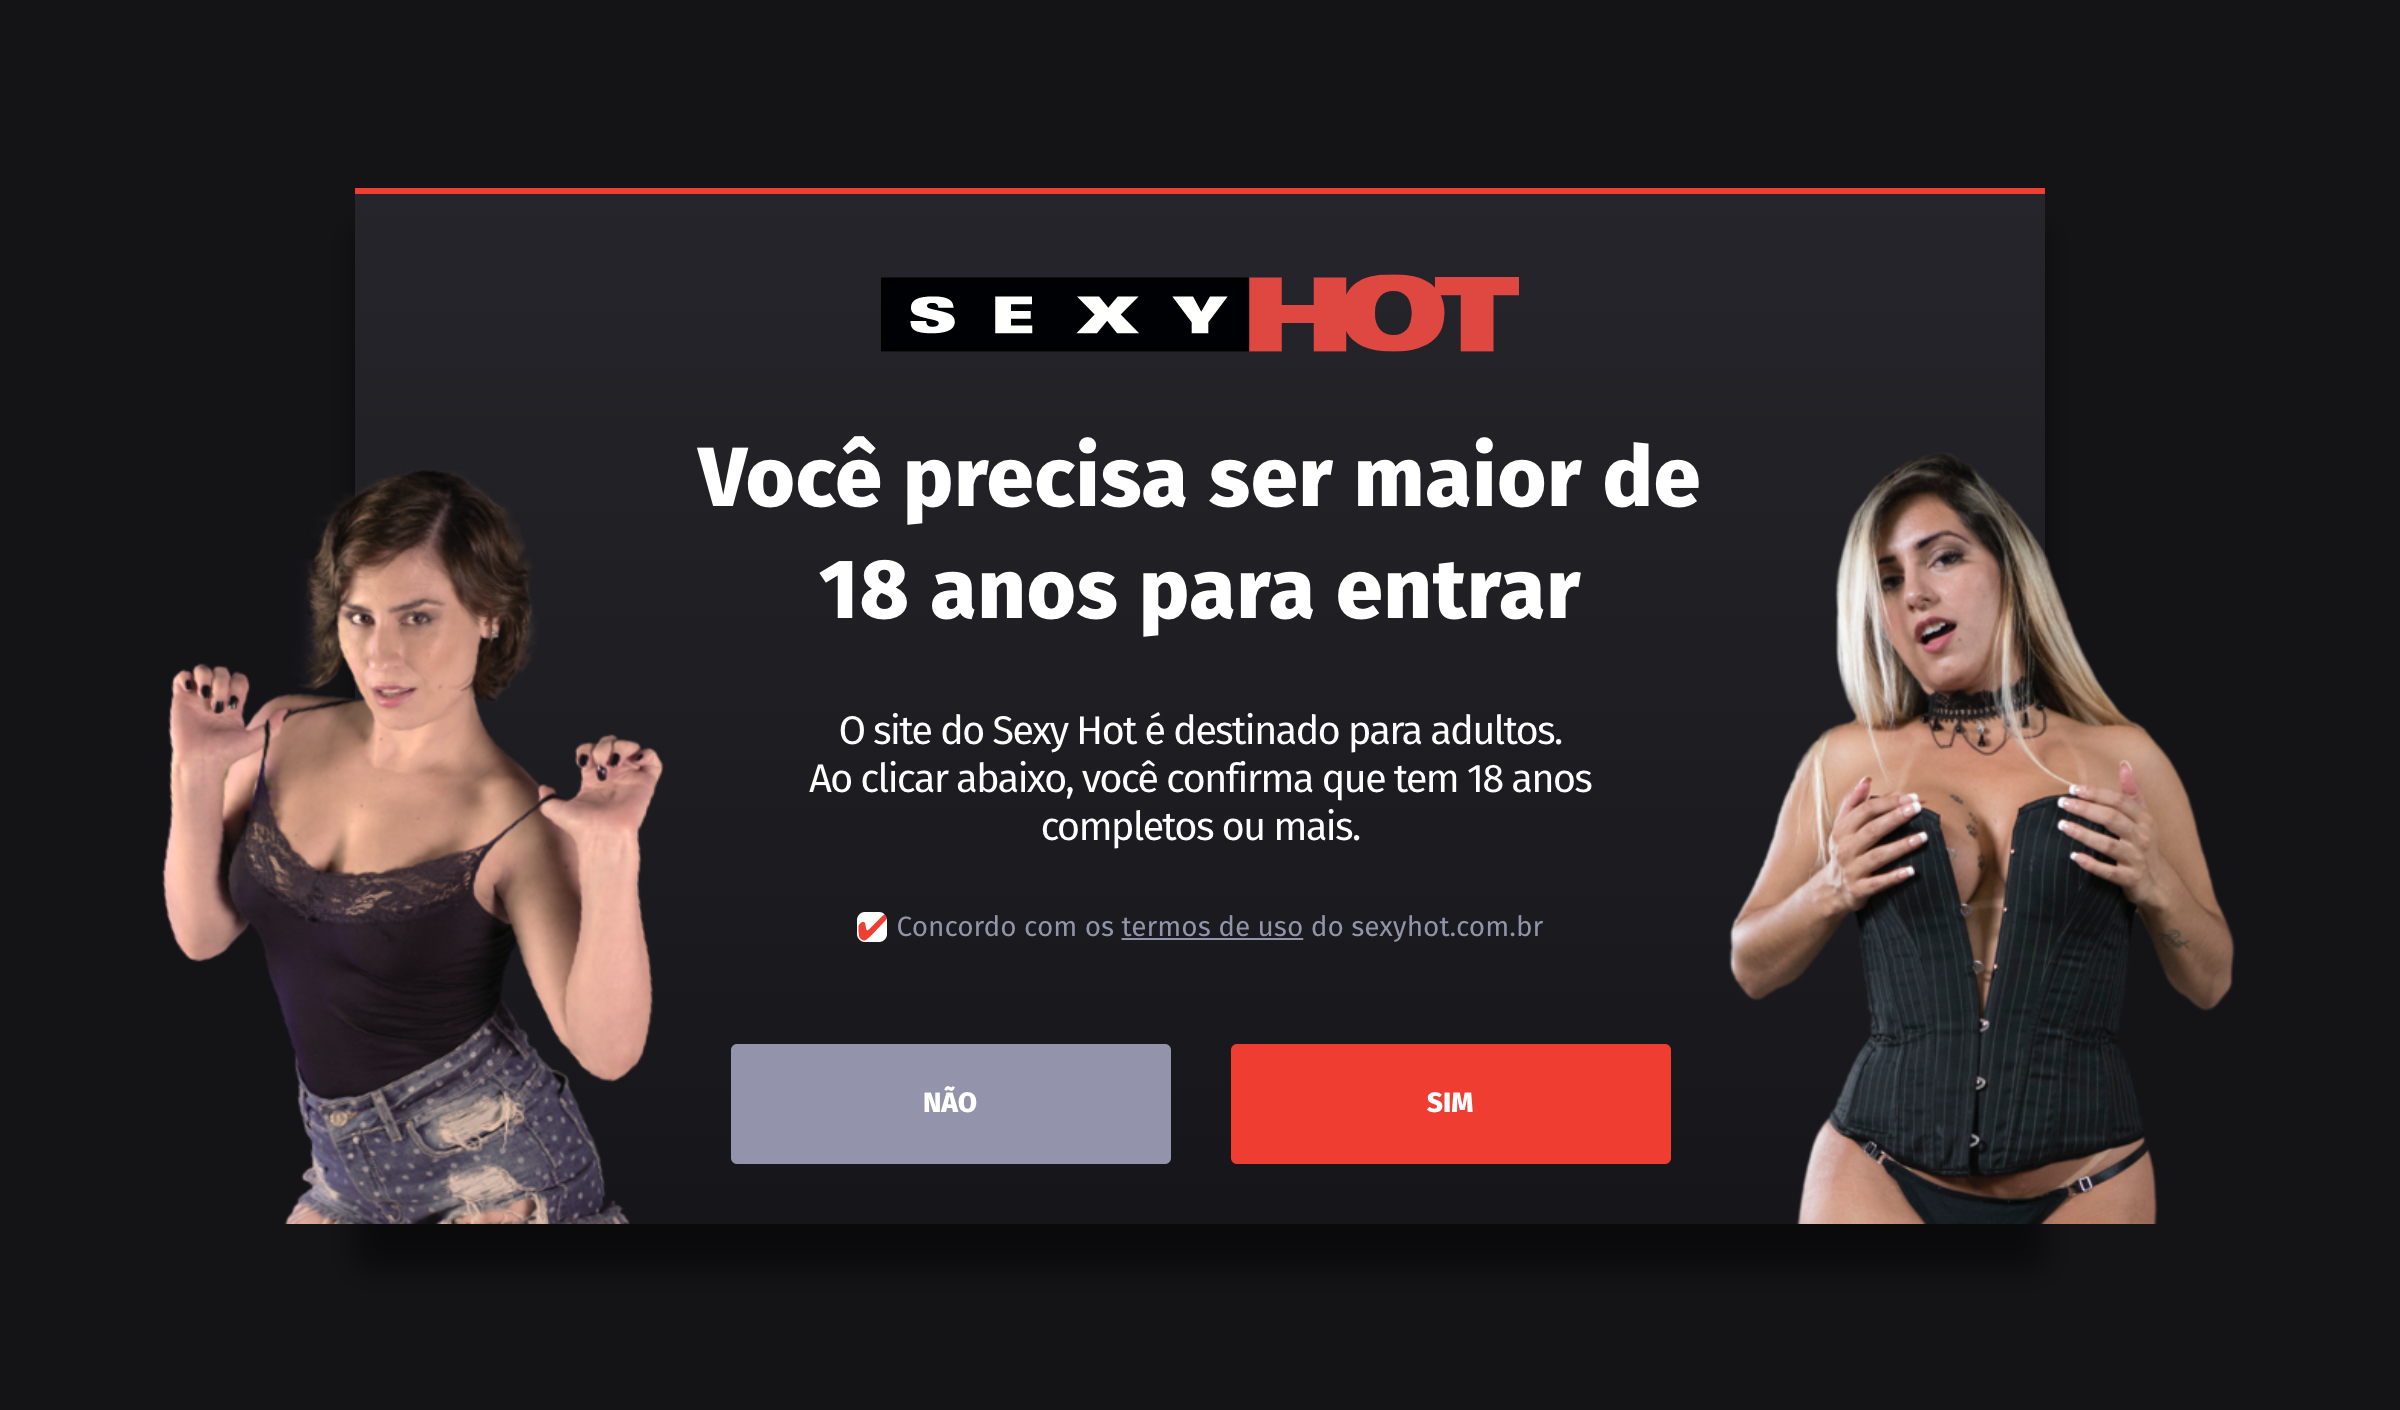 SEXYHOT
Você precisa ser maior de
18 anos para entrar
O site do Sexy Hot é destinado para adultos.
Ao clicar abaixo, você confirma que tem 18 anos
completos ou mais.
Concordo com os termos de uso do sexyhot.com.br
NÃO
SIM